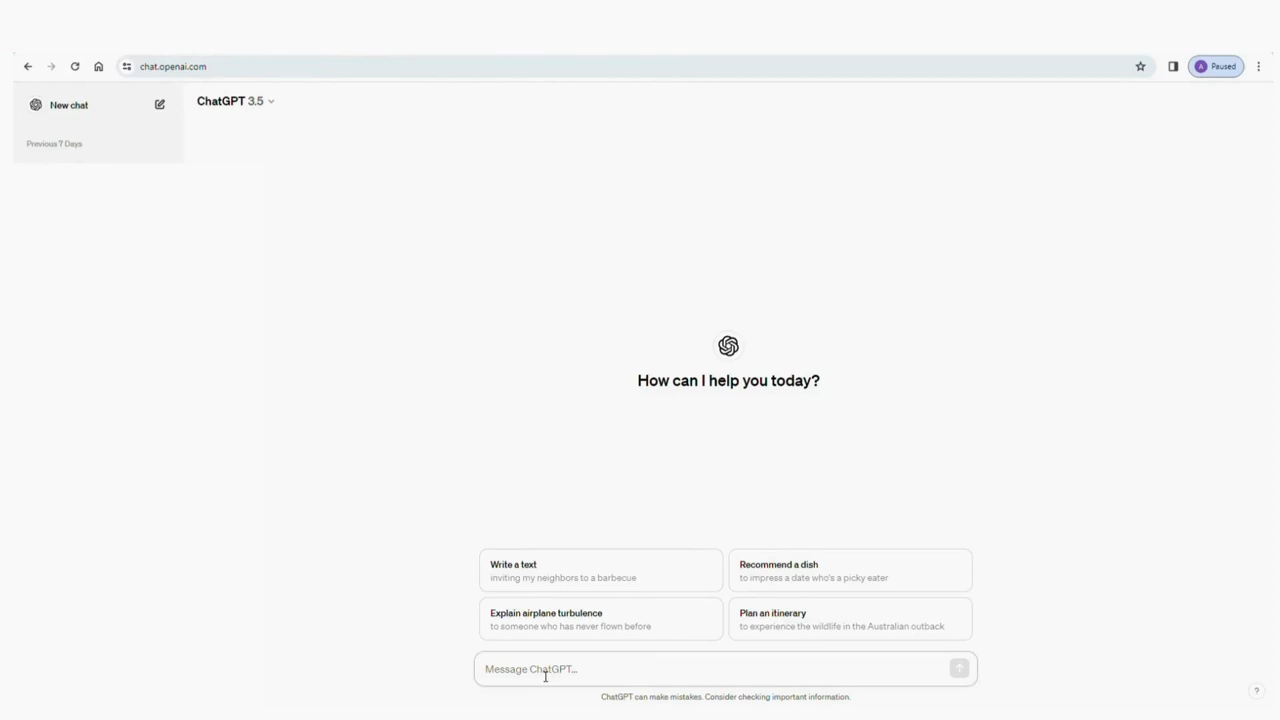 chat.openai.com
Paused
New chat
ChatGPT 3.5
Previous 7 Days
How can I help you today?
Write a text
inviting my neighbors to a barbecue
Recommend a dish
to impress a date who's a picky eater
Explain airplane turbulence
to someone who has never flown before
Plan an itinerary
to experience the wildlife in the Australian outback
Message ChatGPT...
ChatGPT can make mistakes. Consider checking important information.
?